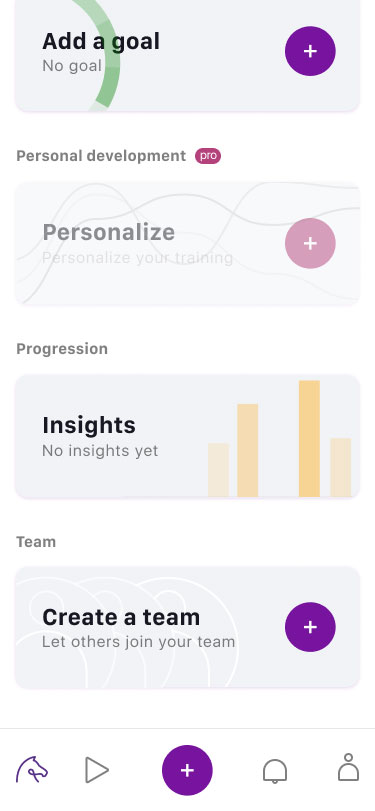 Add a goal
No goal
Personal development pro
Personalize
Personalize your training
Progression
Insights
No insights yet
Team
Create a team
Let others join your team